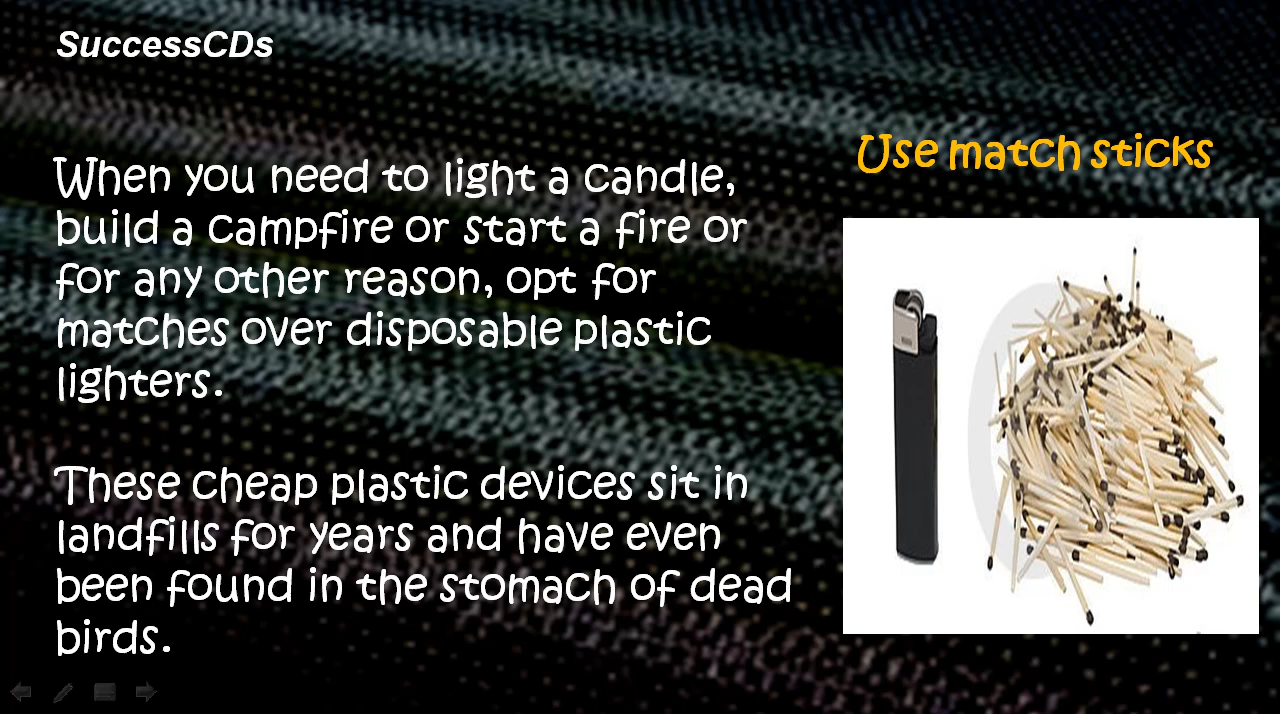 SuccessCDs
Use match sticks
When you need to light a candle,
build a campfire or start a fire or
for any other reason, opt for
matches over disposable plastic
lighters.
These cheap plastic devices sit in
landfills for years and have even
been found in the stomach of dead
birds.